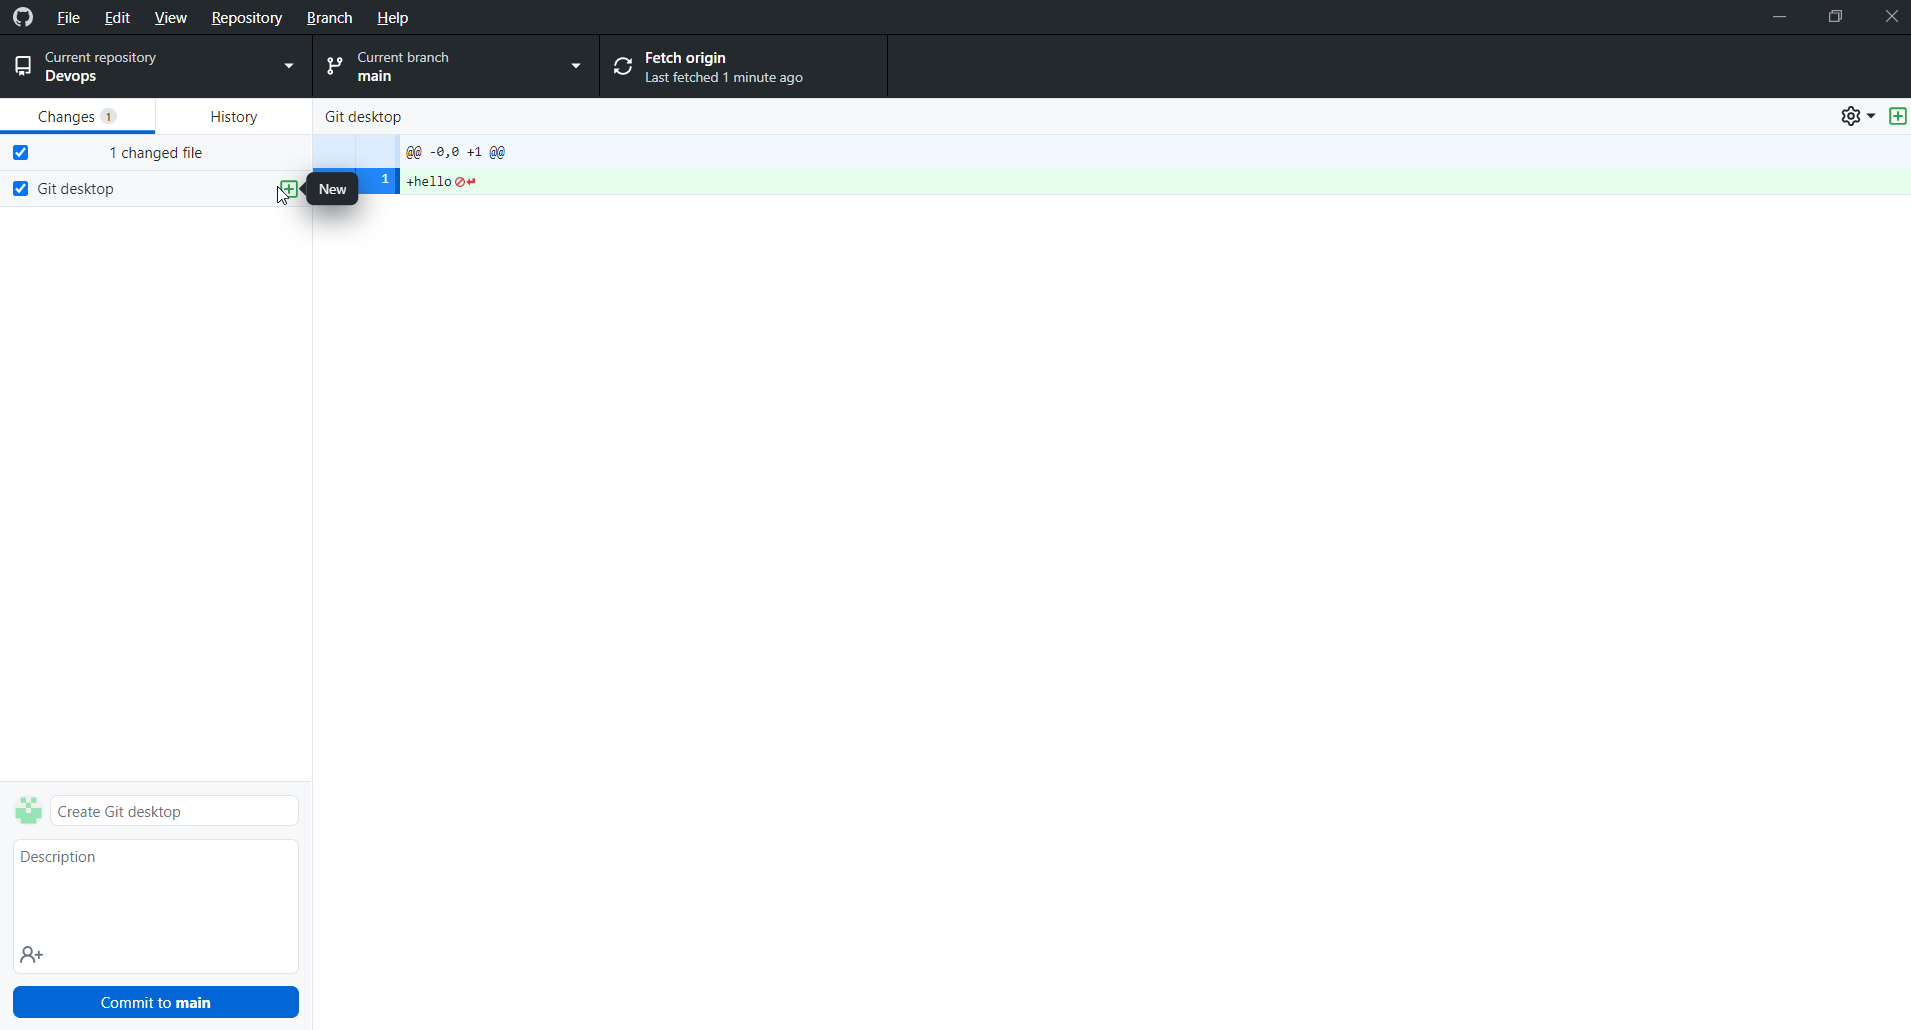 File Edit View Repository Branch Help
Current repository
Devops
Current branch
main
Fetch origin
Last fetched 1 minute ago
Changes 1
History
Git desktop
1 changed file
@@ -0,0 +1 @@
Git desktop
New
1 +hello
Create Git desktop
Description
Commit to main